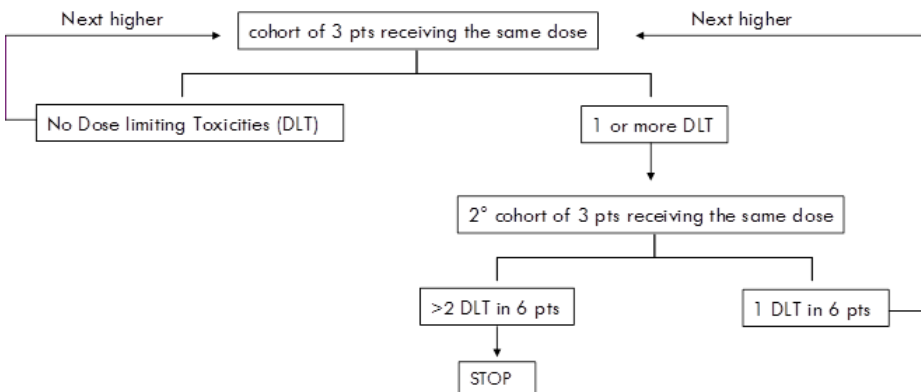 Next higher
Next higher
cohort of 3 pts receiving the same dose
No Dose limiting Toxicities (DLT)
1 or more DLT
2° cohort of 3 pts receiving the same dose
>2 DLT in 6 pts
1 DLT in 6 pts
STOP